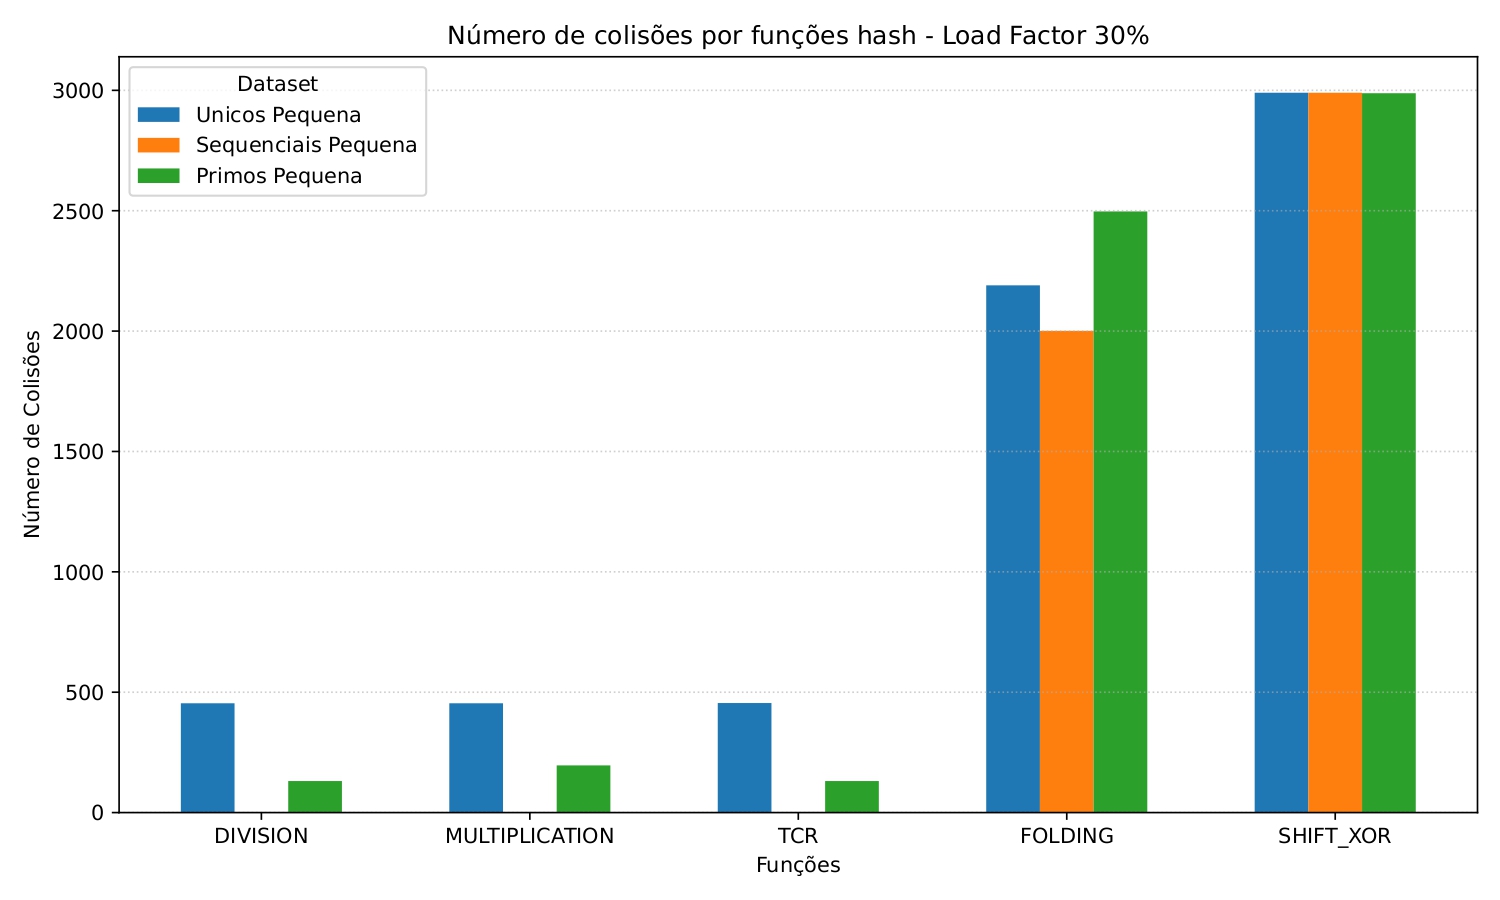 Número de colisões por funções hash - Load Factor 30%
Dataset
Unicos Pequena
Sequenciais Pequena
Primos Pequena
Número de Colisões
3000
2500
2000
1500
1000
500
0
DIVISION
MULTIPLICATION
TCR
FOLDING
SHIFT_XOR
Funções